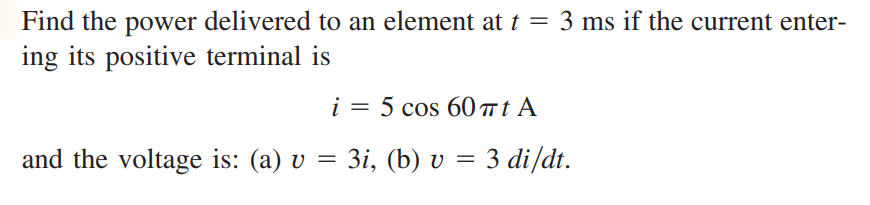 Find the power delivered to an element at t = 3 ms if the current enter-
ing its positive terminal is
i = 5 cos 60πt A
and the voltage is: (a) v = 3i, (b) v = 3 di/dt.